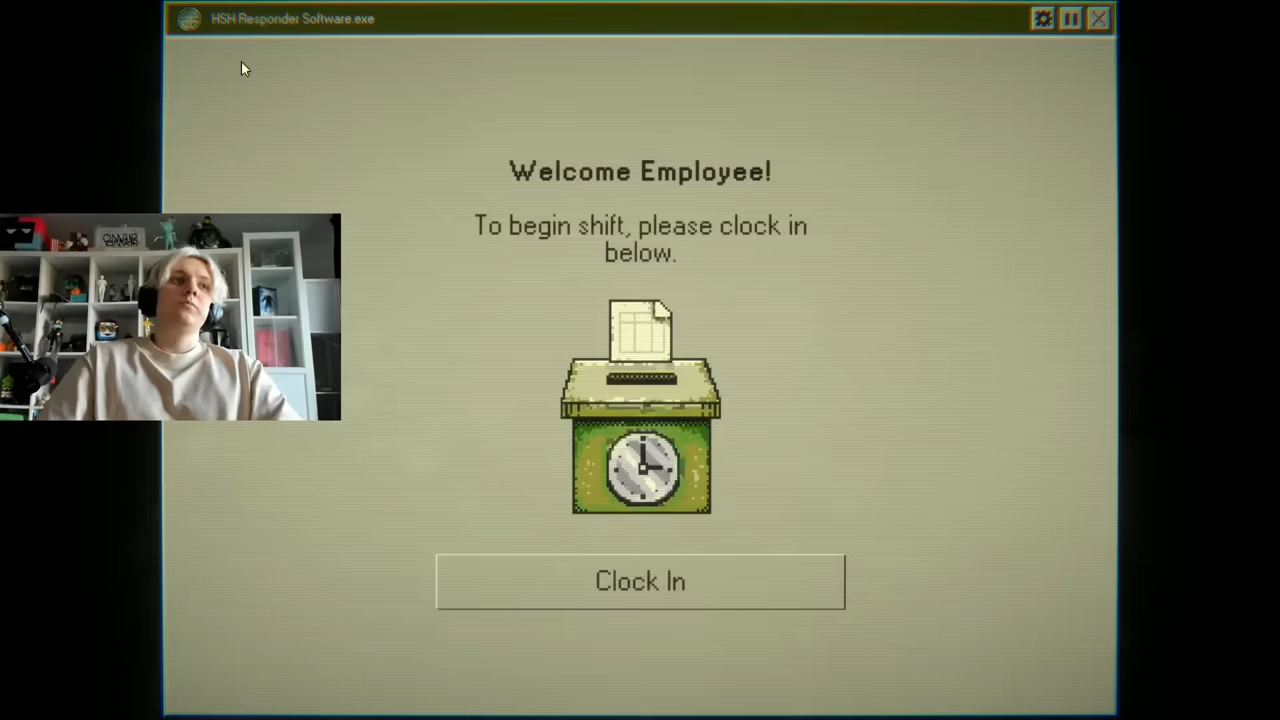 HSH Responder Software.exe
Welcome Employee!
To begin shift, please clock in
below.
Clock In